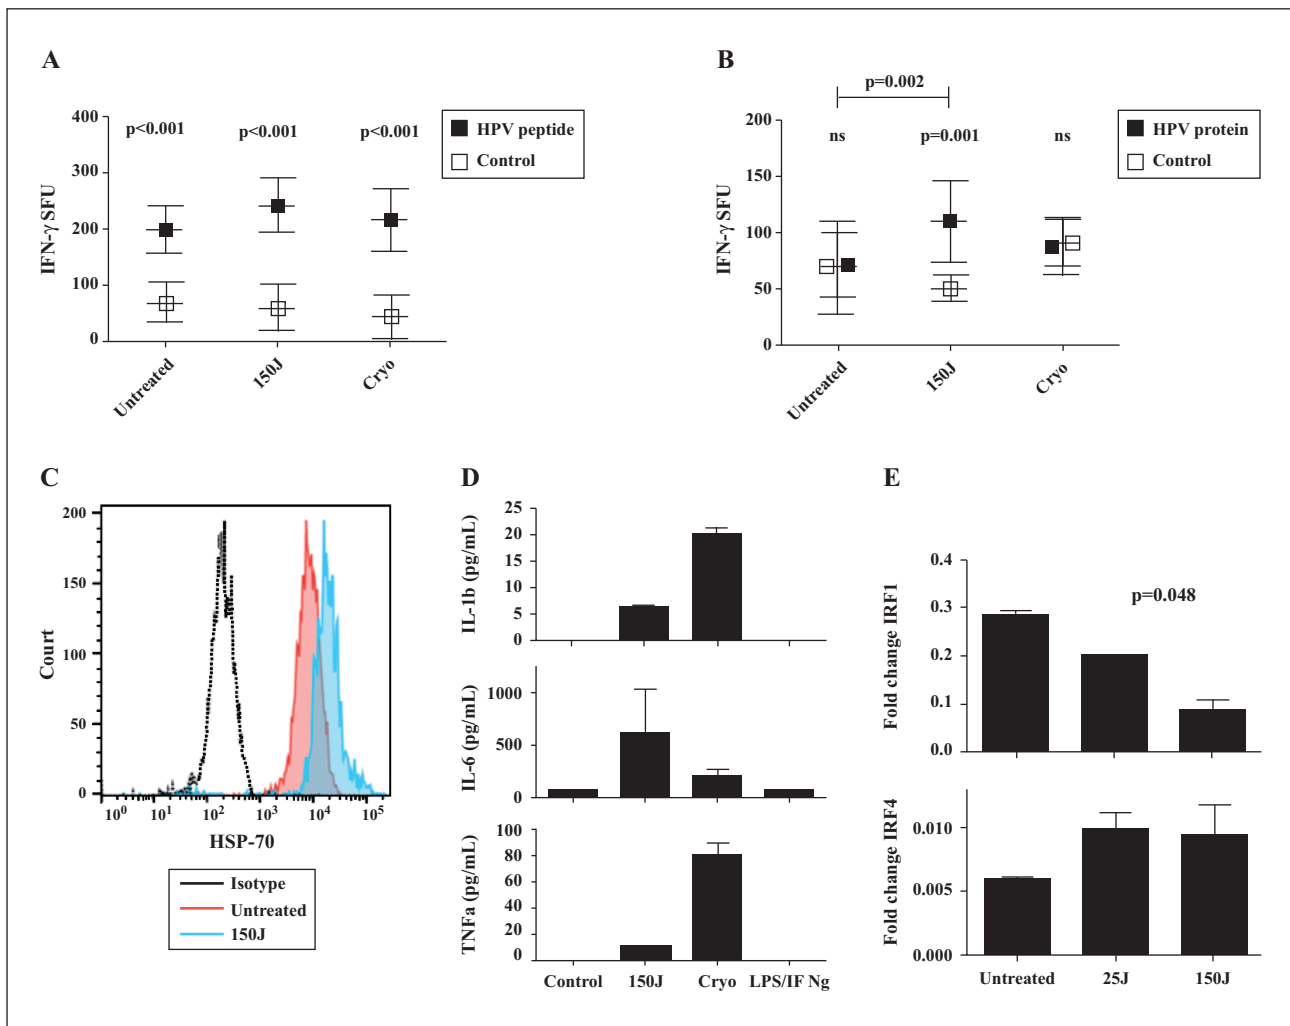 A
p<0.001 p<0.001 p<0.001
HPV peptide
Control
400
300
200
100
0
IFN-γ SFU
Untreated 150J Cryo
B
p=0.002
ns p=0.001 ns
HPV protein
Control
200
150
100
50
0
IFN-γ SFU
Untreated 150J Cryo
C
200
150
100
50
0
Court
10⁰ 10¹ 10² 10³ 10⁴ 10⁵
HSP-70
Isotype
Untreated
150J
D
25
20
15
10
5
0
IL-1b (pg/mL)
1000
500
0
IL-6 (pg/mL)
100
80
60
40
20
0
TNFa (pg/mL)
Control 150J Cryo LPS/IF Ng
E
0.4
0.3
0.2
0.1
0.0
Fold change IRF1
p=0.048
0.010
0.005
0.000
Fold change IRF4
Untreated 25J 150J